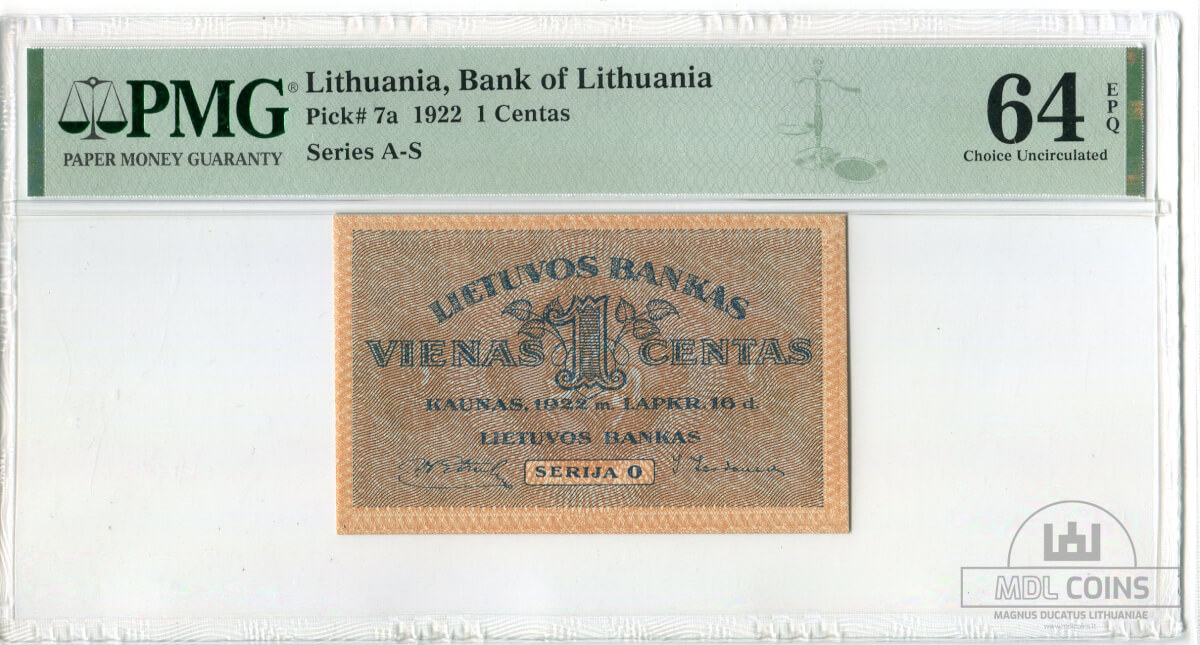 PMG®
PAPER MONEY GUARANTY
Lithuania, Bank of Lithuania
Pick# 7a 1922 1 Centas
Series A-S
64
EPQ
Choice Uncirculated
LIETUVOS BANKAS
VIENAS 1 CENTAS
KAUNAS, 1922 m. LAPKR. 16 d.
LIETUVOS BANKAS
SERIJA O
MDL COINS
MAGNUS DUCATUS LITHUANIAE